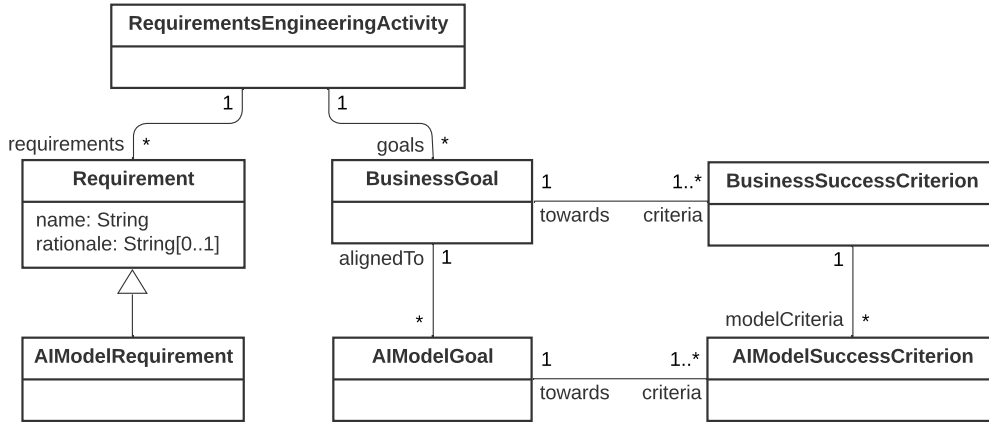 RequirementsEngineeringActivity
1
1
requirements
*
goals
*
Requirement
name: String
rationale: String[0..1]
BusinessGoal
1
1..*
towards
criteria
BusinessSuccessCriterion
alignedTo
1
*
1
modelCriteria
*
AIModelRequirement
AIModelGoal
1
1..*
towards
criteria
AIModelSuccessCriterion